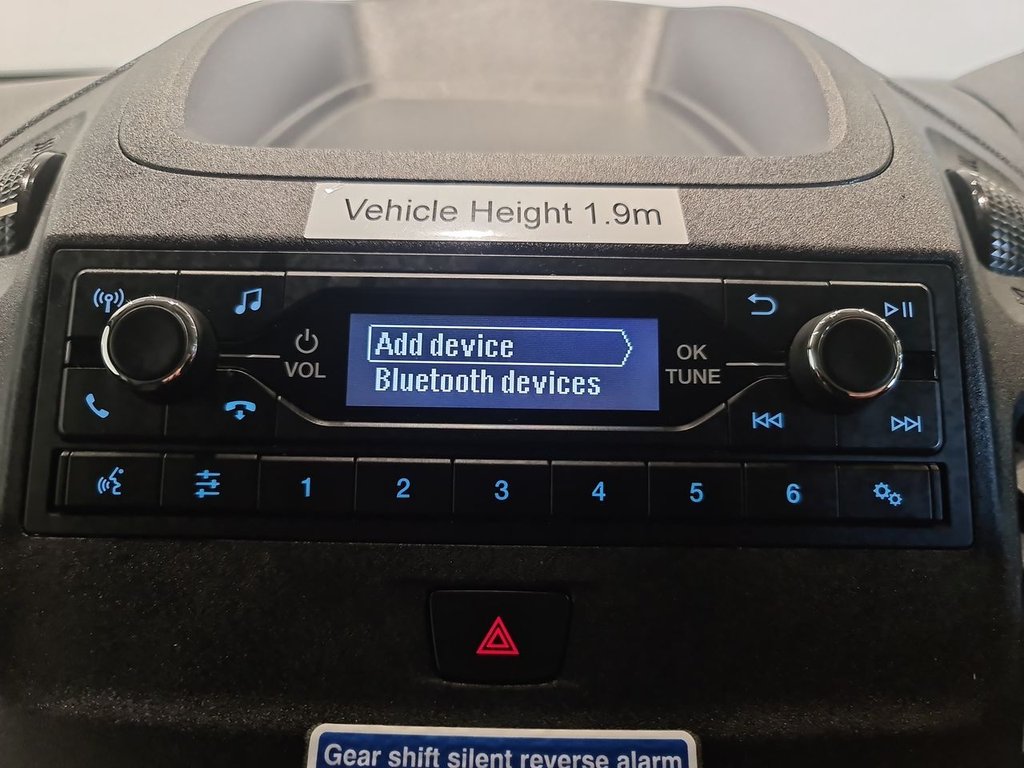 Vehicle Height 1.9m
VOL
Add device
Bluetooth devices
OK
TUNE
1 2 3 4 5 6
Gear shift silent reverse alarm